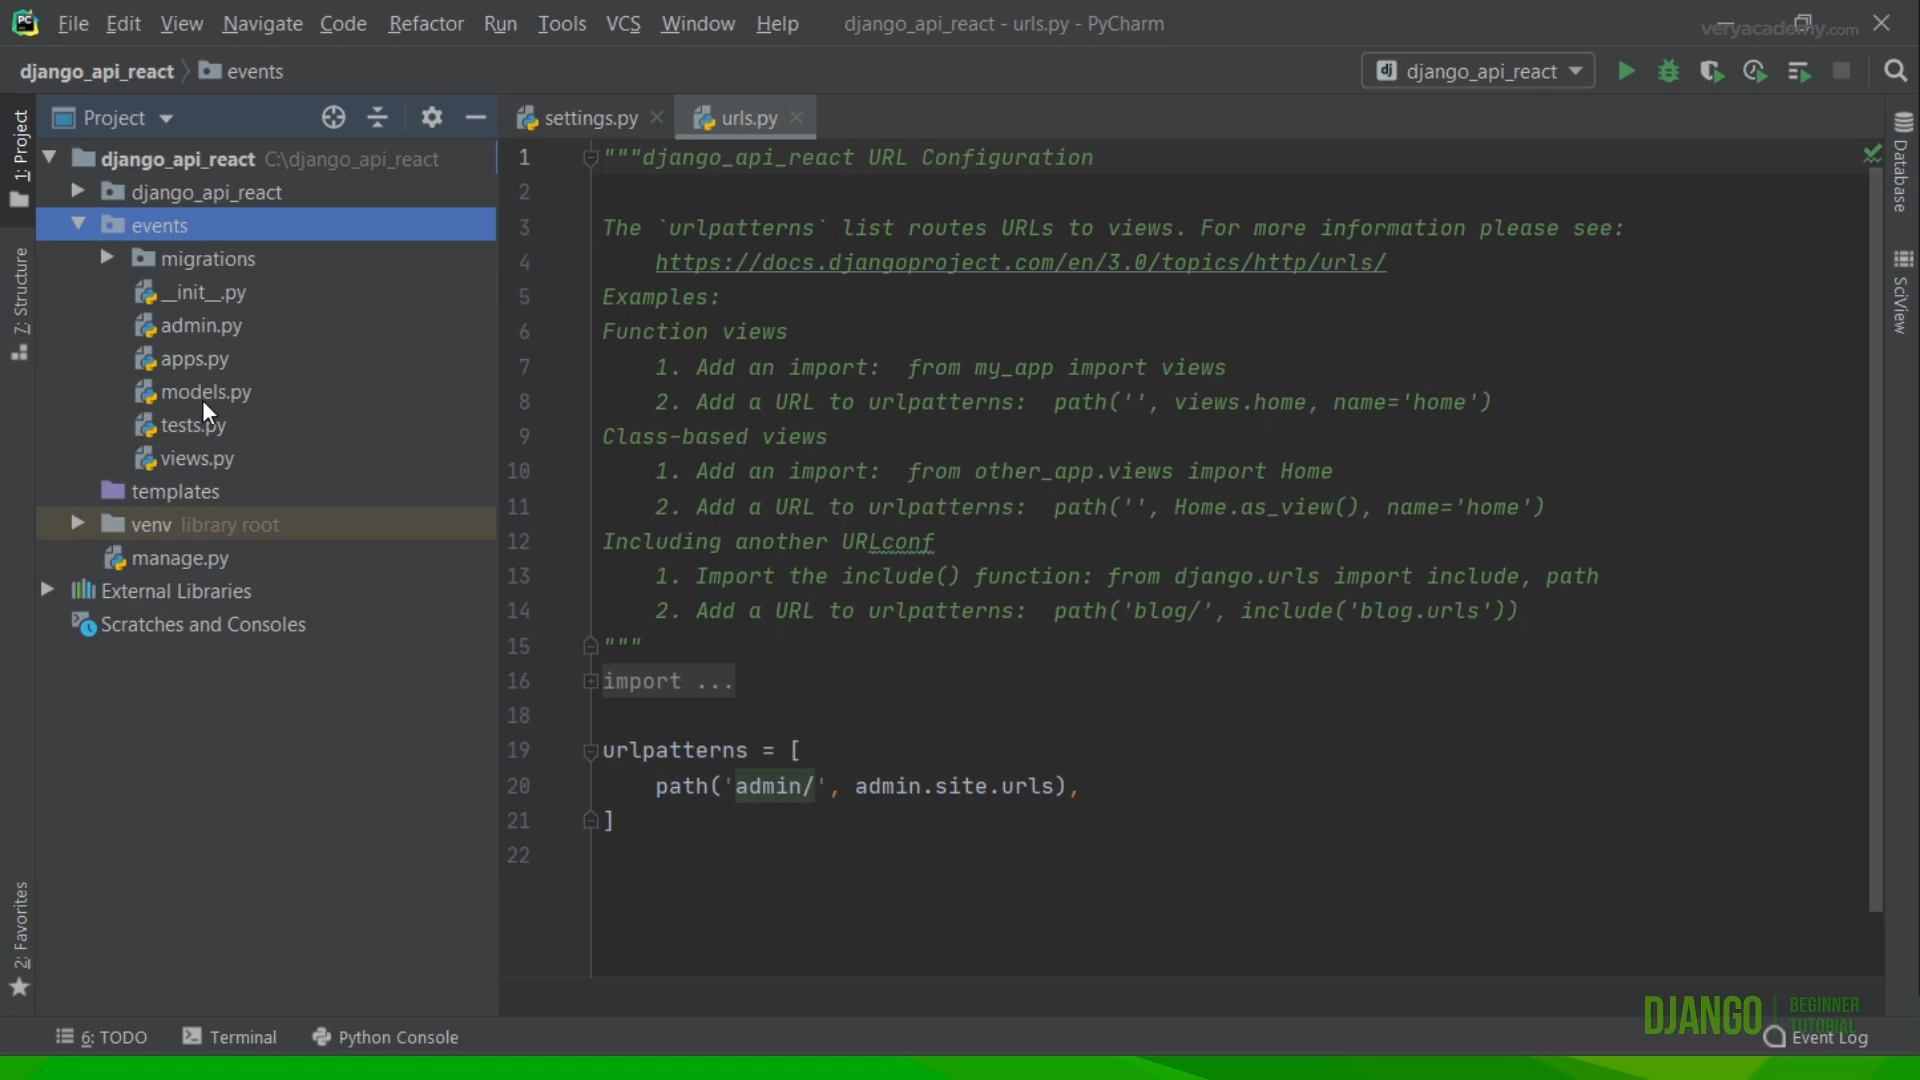 File Edit View Navigate Code Refactor Run Tools VCS Window Help django_api_react - urls.py - PyCharm
veryacademy.com
django_api_react events
django_api_react
Project
settings.py
urls.py
1: Project
7: Structure
2: Favorites
django_api_react C:\django_api_react
django_api_react
events
migrations
__init__.py
admin.py
apps.py
models.py
tests.py
views.py
templates
venv library root
manage.py
External Libraries
Scratches and Consoles
1 """django_api_react URL Configuration
2
3 The `urlpatterns` list routes URLs to views. For more information please see:
4 https://docs.djangoproject.com/en/3.0/topics/http/urls/
5 Examples:
6 Function views
7 1. Add an import:  from my_app import views
8 2. Add a URL to urlpatterns:  path('', views.home, name='home')
9 Class-based views
10 1. Add an import:  from other_app.views import Home
11 2. Add a URL to urlpatterns:  path('', Home.as_view(), name='home')
12 Including another URLconf
13 1. Import the include() function: from django.urls import include, path
14 2. Add a URL to urlpatterns:  path('blog/', include('blog.urls'))
15 """
16 import ...
18
19 urlpatterns = [
20 path('admin/', admin.site.urls),
21 ]
22
Database
SciView
DJANGO
BEGINNER
TUTORIAL
6: TODO
Terminal
Python Console
Event Log